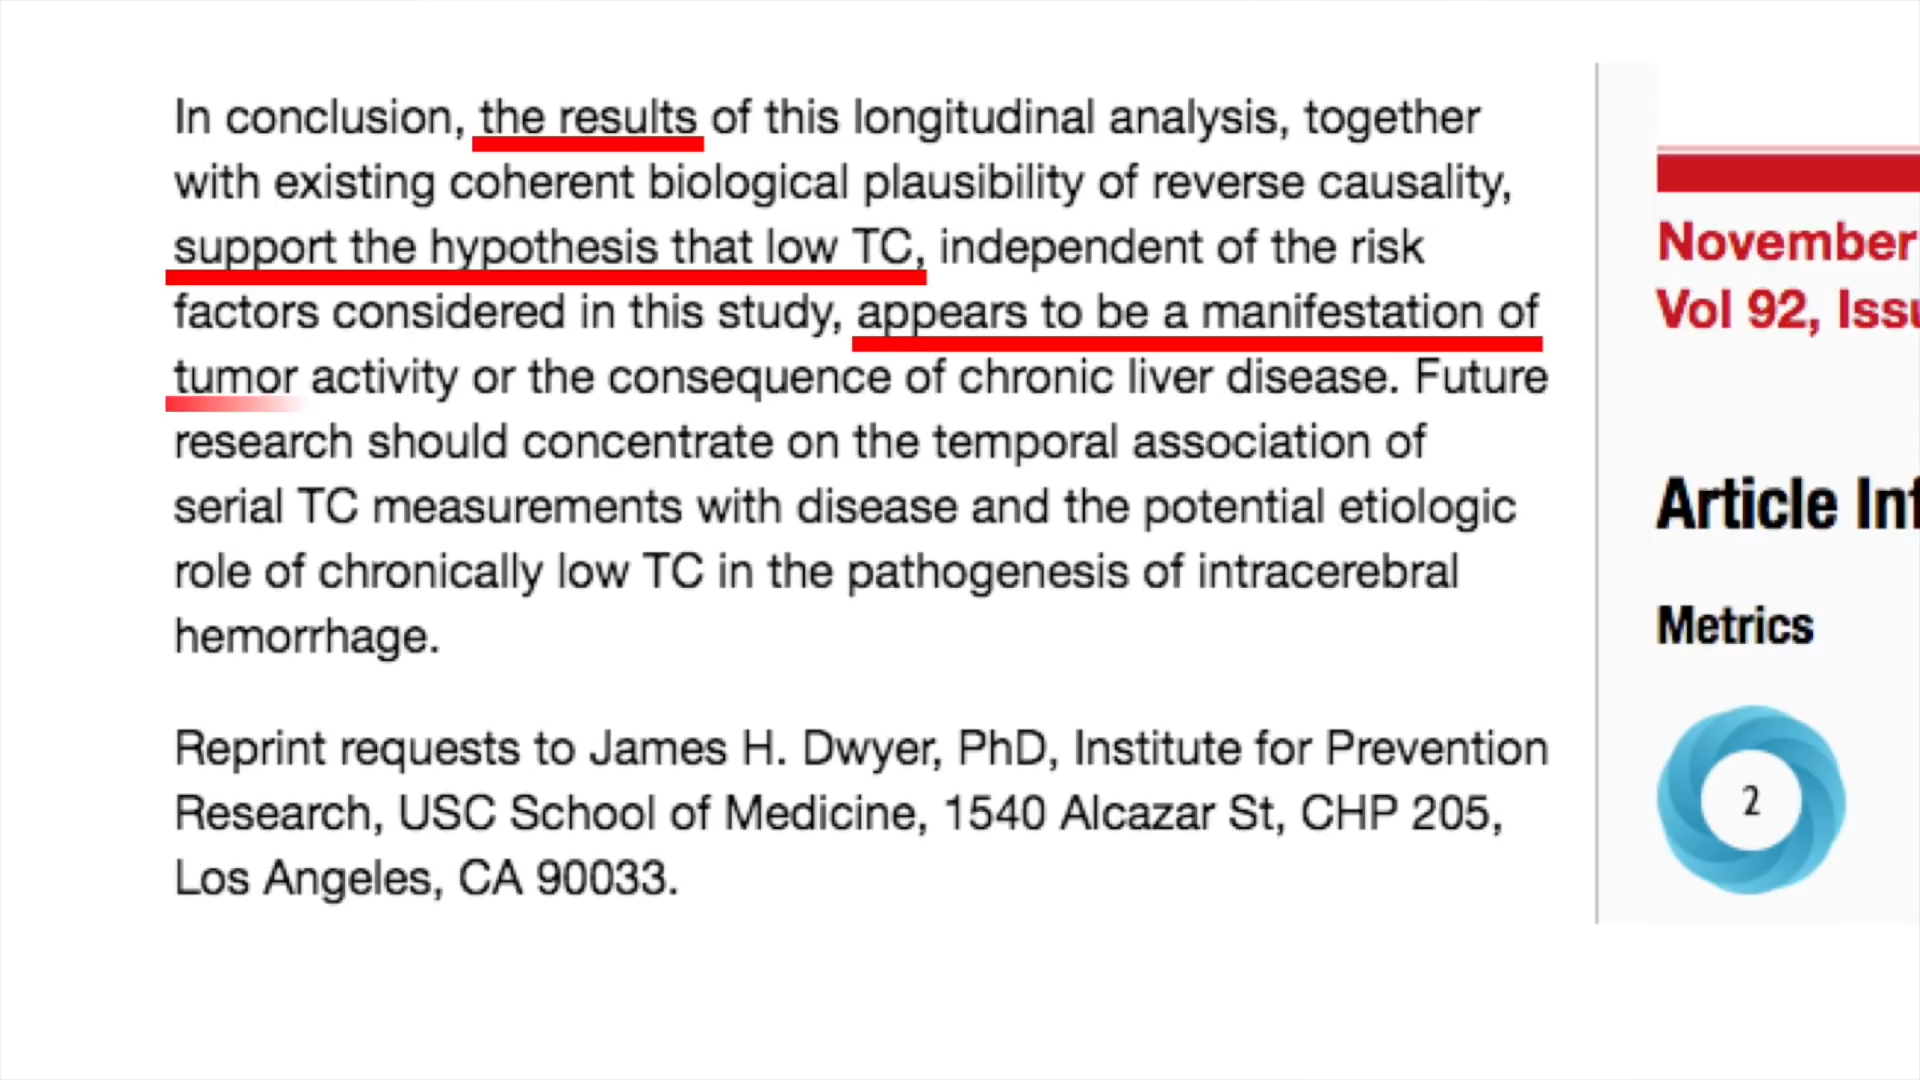 In conclusion, the results of this longitudinal analysis, together
with existing coherent biological plausibility of reverse causality,
support the hypothesis that low TC, independent of the risk
factors considered in this study, appears to be a manifestation of
tumor activity or the consequence of chronic liver disease. Future
research should concentrate on the temporal association of
serial TC measurements with disease and the potential etiologic
role of chronically low TC in the pathogenesis of intracerebral
hemorrhage.
Reprint requests to James H. Dwyer, PhD, Institute for Prevention
Research, USC School of Medicine, 1540 Alcazar St, CHP 205,
Los Angeles, CA 90033.
November
Vol 92,
Article
Metrics
2